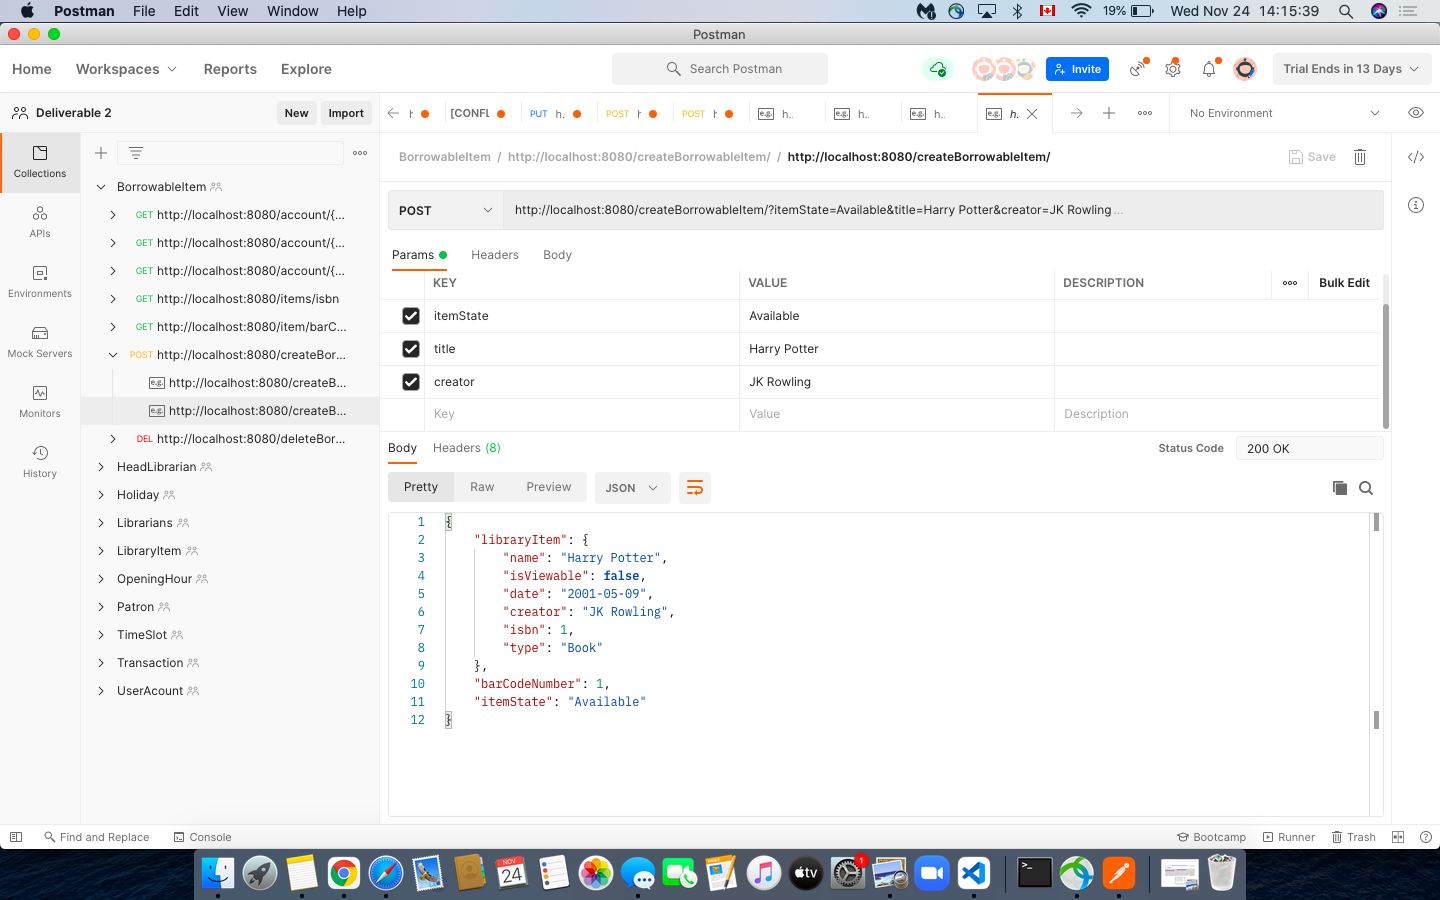 Postman File Edit View Window Help 19% Wed Nov 24 14:15:39
Postman
Home Workspaces Reports Explore Search Postman Invite Trial Ends in 13 Days
Deliverable 2 New Import h [CONFL PUT h. POST h POST h e.g. h.. e.g. h.. e.g. h.. e.g. h. No Environment
Collections
APIs
Environments
Mock Servers
Monitors
History
BorrowableItem
GET http://localhost:8080/account/{...
GET http://localhost:8080/account/{...
GET http://localhost:8080/account/{...
GET http://localhost:8080/items/isbn
GET http://localhost:8080/item/barC...
POST http://localhost:8080/createBor...
e.g. http://localhost:8080/createB...
e.g. http://localhost:8080/createB...
DEL http://localhost:8080/deleteBor...
HeadLibrarian
Holiday
Librarians
LibraryItem
OpeningHour
Patron
TimeSlot
Transaction
UserAcount
BorrowableItem / http://localhost:8080/createBorrowableItem/ / http://localhost:8080/createBorrowableItem/ Save
POST http://localhost:8080/createBorrowableItem/?itemState=Available&title=Harry Potter&creator=JK Rowling...
Params Headers Body
KEY VALUE DESCRIPTION Bulk Edit
itemState Available
title Harry Potter
creator JK Rowling
Key Value Description
Body Headers (8) Status Code 200 OK
Pretty Raw Preview JSON
1 {
2 "libraryItem": {
3 "name": "Harry Potter",
4 "isViewable": false,
5 "date": "2001-05-09",
6 "creator": "JK Rowling",
7 "isbn": 1,
8 "type": "Book"
9 },
10 "barCodeNumber": 1,
11 "itemState": "Available"
12 }
Find and Replace Console Bootcamp Runner Trash
NOV 24 tv 1